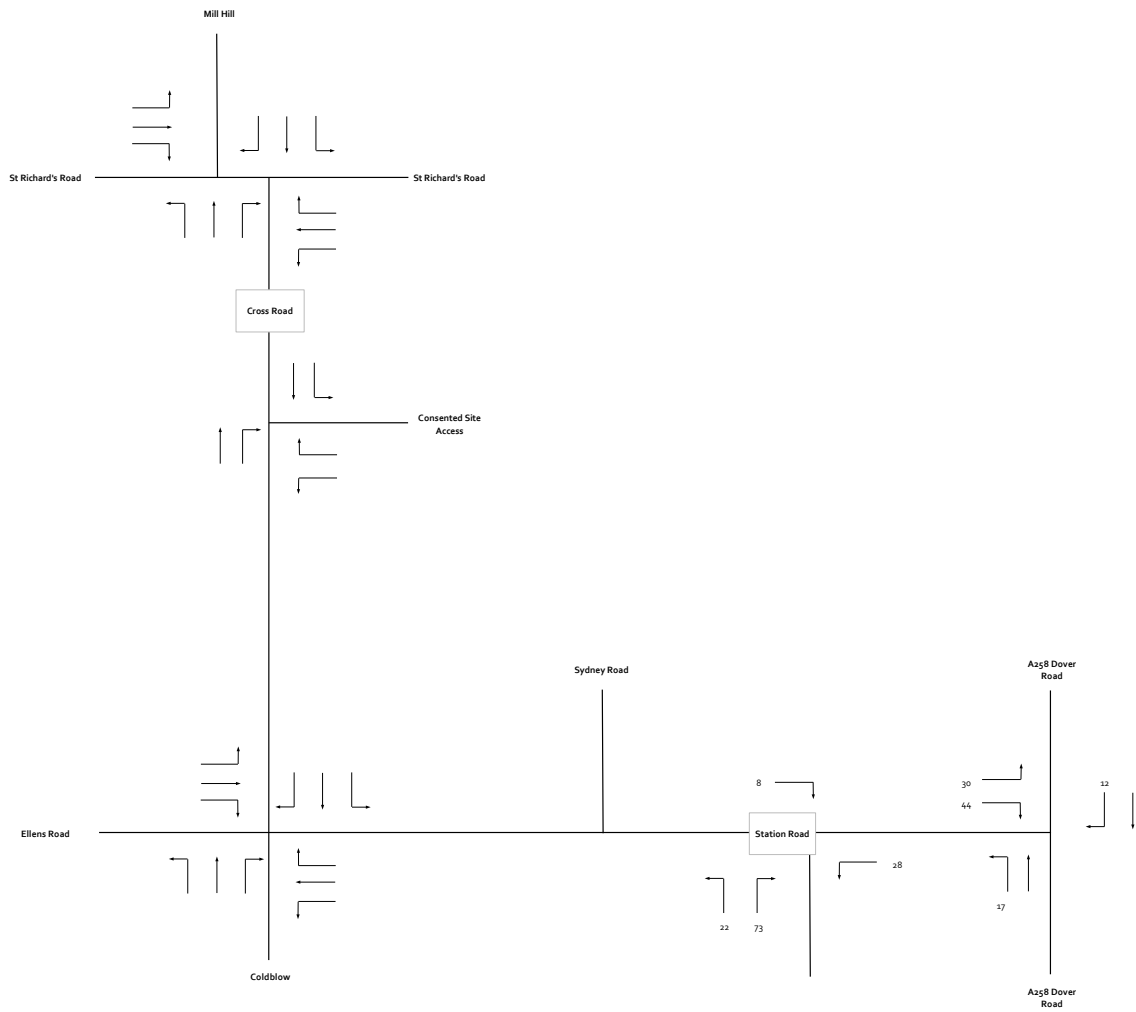 Mill Hill
St Richard's Road
St Richard's Road
Cross Road
Consented Site
Access
Sydney Road
A258 Dover
Road
8
30
12
44
Ellens Road
Station Road
28
17
22
73
Coldblow
A258 Dover
Road